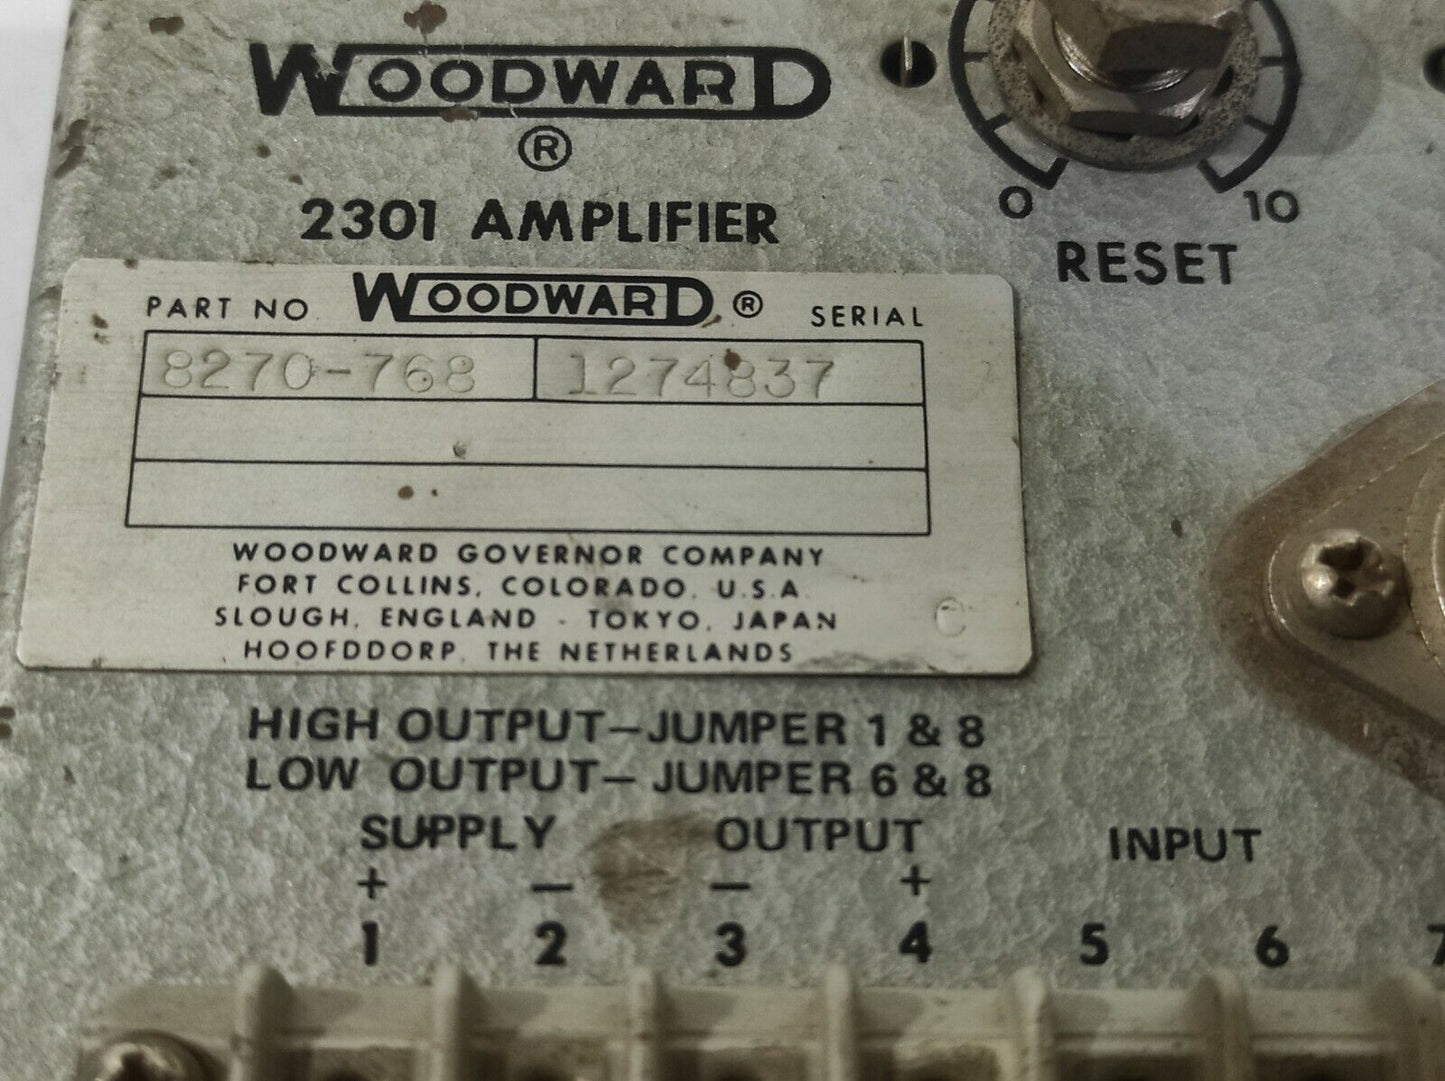 WOODWARD
®
2301 AMPLIFIER
0 10
RESET
PART NO. WOODWARD ® SERIAL
8270-768 1274837
WOODWARD GOVERNOR COMPANY
FORT COLLINS, COLORADO, U.S.A.
SLOUGH, ENGLAND - TOKYO, JAPAN
HOOFDDORP, THE NETHERLANDS
C
HIGH OUTPUT-JUMPER 1 & 8
LOW OUTPUT-JUMPER 6 & 8
SUPPLY OUTPUT INPUT
+ - - +
1 2 3 4 5 6 7